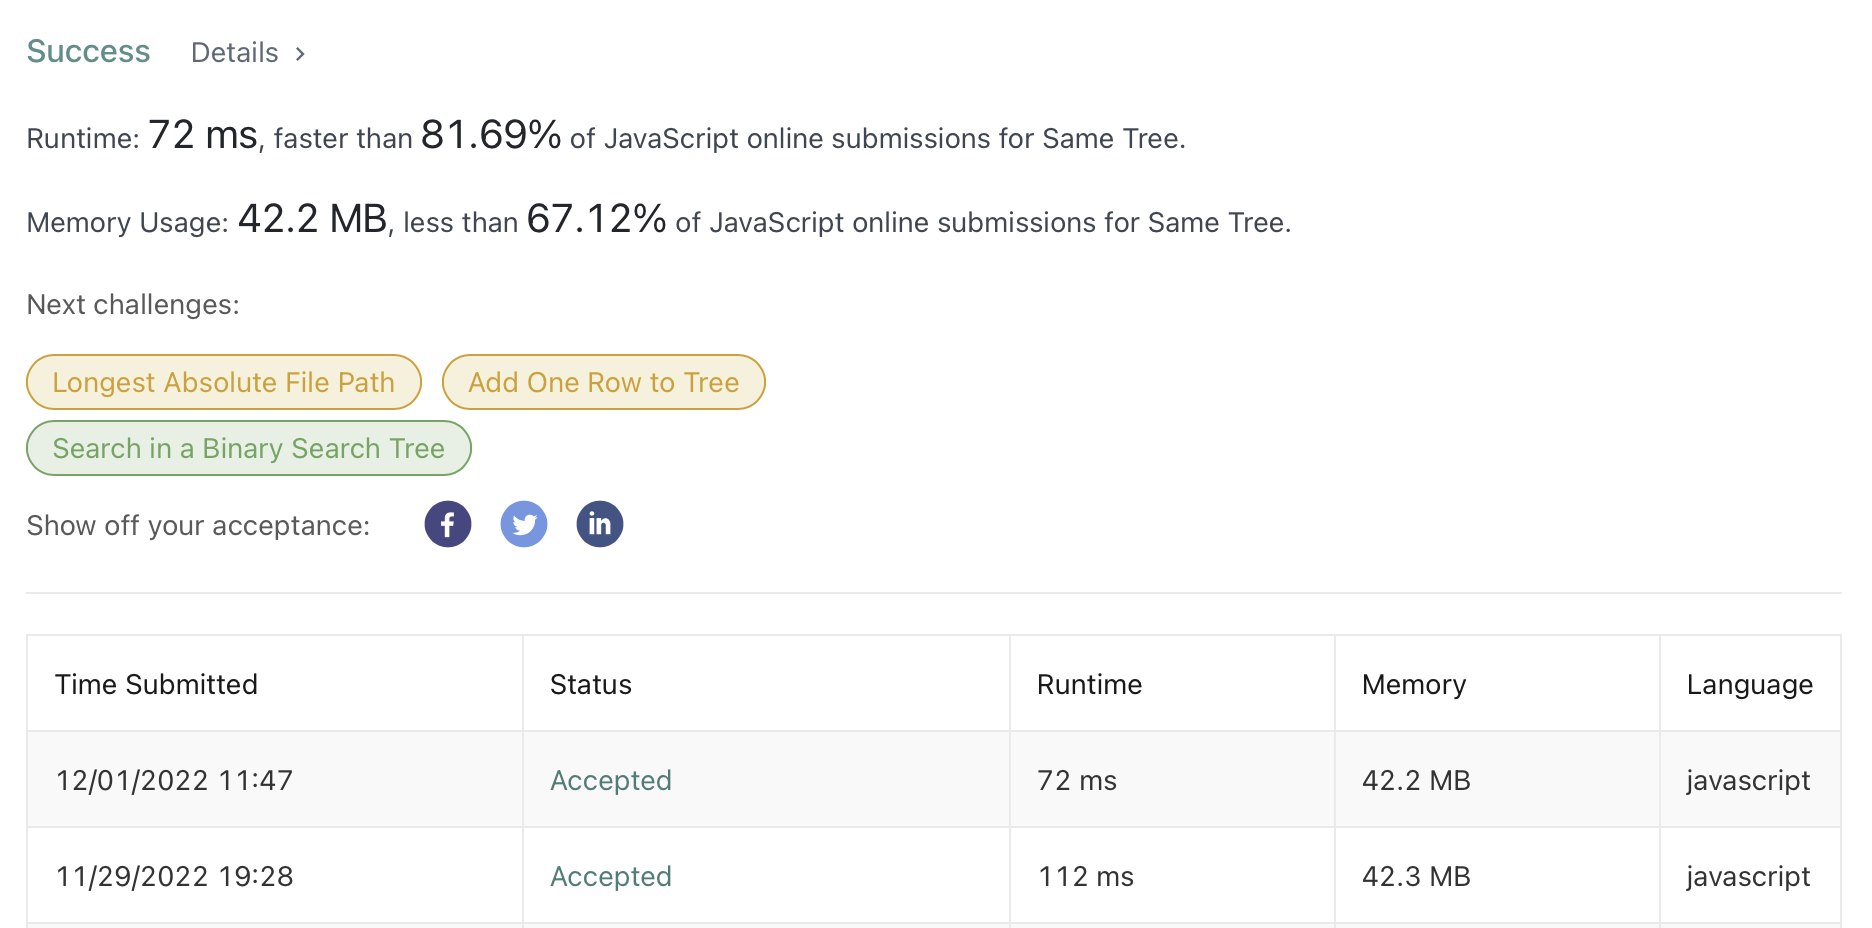 Success Details >
Runtime: 72 ms, faster than 81.69% of JavaScript online submissions for Same Tree.
Memory Usage: 42.2 MB, less than 67.12% of JavaScript online submissions for Same Tree.
Next challenges:
Longest Absolute File Path Add One Row to Tree
Search in a Binary Search Tree
Show off your acceptance: f in
Time Submitted Status Runtime Memory Language
12/01/2022 11:47 Accepted 72 ms 42.2 MB javascript
11/29/2022 19:28 Accepted 112 ms 42.3 MB javascript